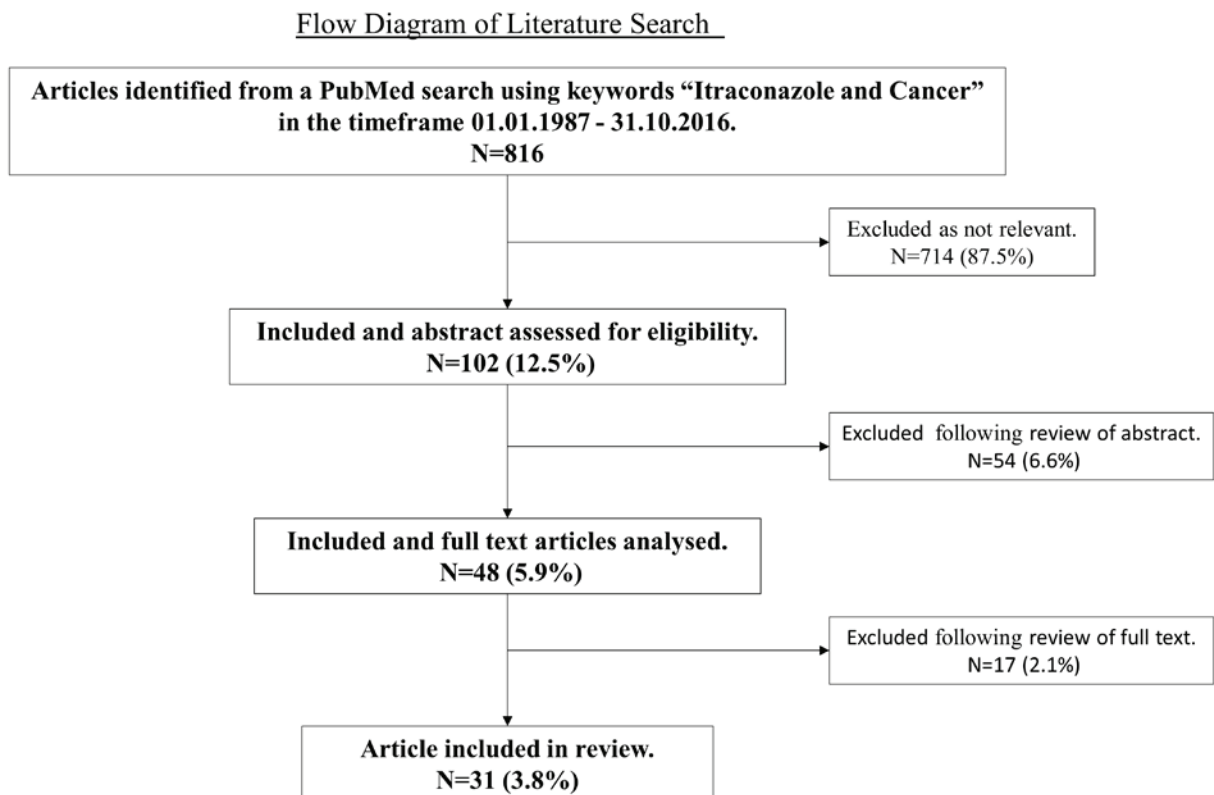 Flow Diagram of Literature Search
Articles identified from a PubMed search using keywords “Itraconazole and Cancer”
in the timeframe 01.01.1987 - 31.10.2016.
N=816
Excluded as not relevant.
N=714 (87.5%)
Included and abstract assessed for eligibility.
N=102 (12.5%)
Excluded following review of abstract.
N=54 (6.6%)
Included and full text articles analysed.
N=48 (5.9%)
Excluded following review of full text.
N=17 (2.1%)
Article included in review.
N=31 (3.8%)